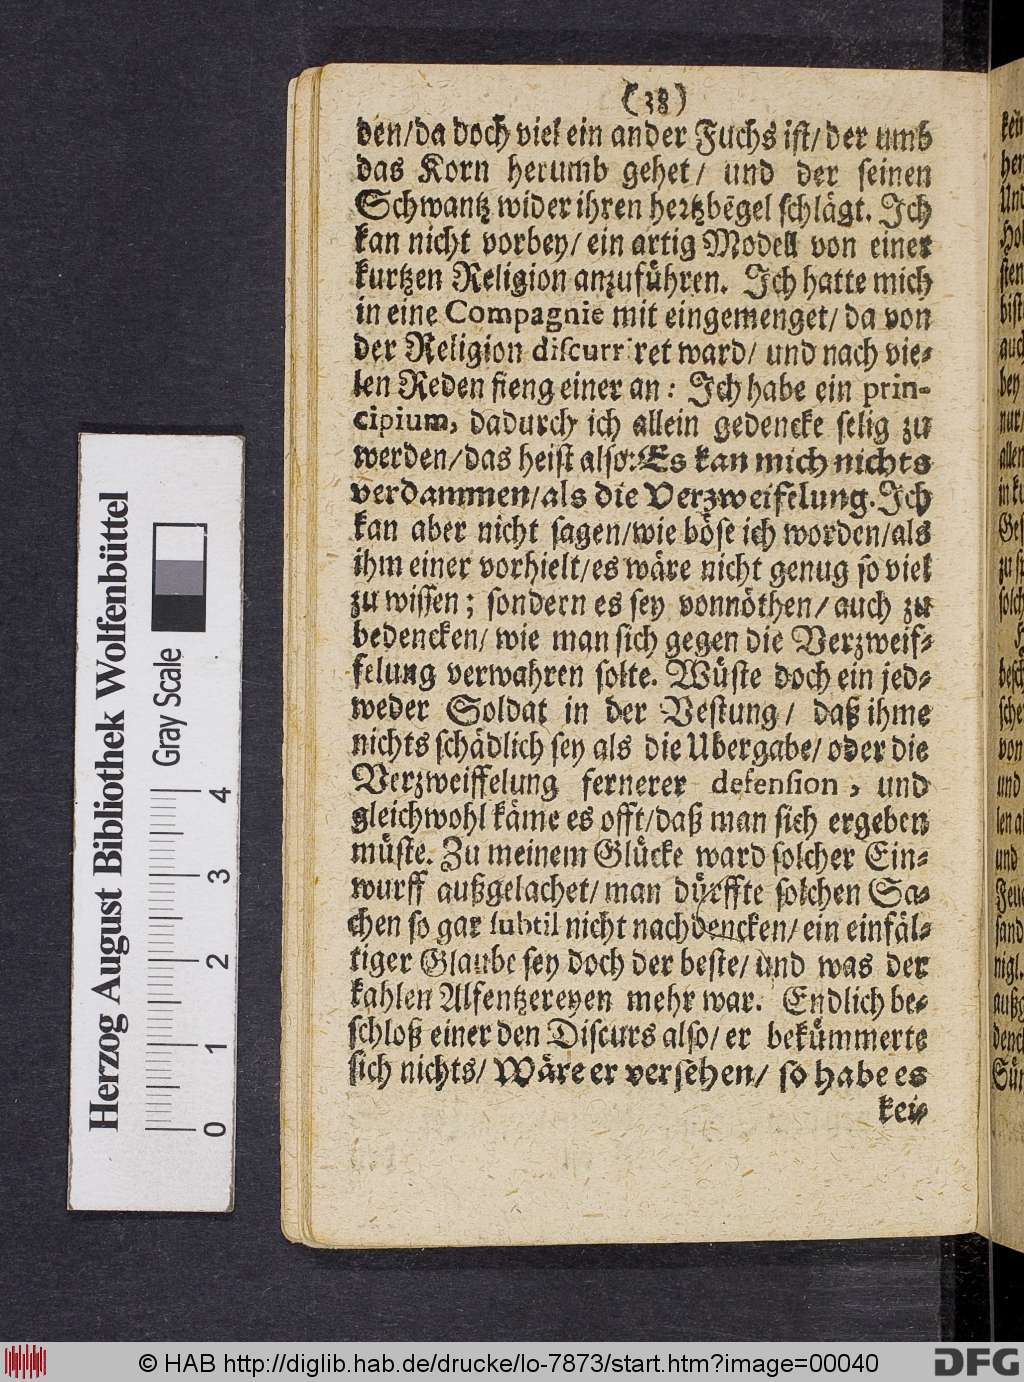 (38)
den/da doch viel ein ander Fuchs ist/ der umb
das Korn herumb gehet/ und der seinen
Schwantz wider ihren hertzbēgel schlägt. Ich
kan nicht vorbey/ ein artig Modell von einer
kurtzen Religion anzuführen. Ich hatte mich
in eine Compagnie mit eingemenget/ da von
der Religion discurriret ward/ und nach vie-
len Reden fieng einer an: Ich habe ein prin-
cipium, dadurch ich allein gedencke selig zu
werden/das heist also: Es kan mich nichts
verdammen/als die Verzweifelung. Ich
kan aber nicht sagen/wie böse ich worden/als
ihm einer vorhielt/es wäre nicht genug so viel
zu wissen; sondern es sey vonnöthen/ auch zu
bedencken/ wie man sich gegen die Verzweif-
felung verwahren solte. Wüste doch ein jed-
weder Soldat in der Vestung/ daß ihme
nichts schädlich sey als die Ubergabe/ oder die
Verzweiffelung fernerer defension, und
gleichwohl käme es offt/daß man sich ergeben
müste. Zu meinem Glücke ward solcher Ein-
wurff außgelachet/ man dürffte solchen Sa-
chen so gar subtil nicht nachdencken/ ein einfäl-
tiger Glaube sey doch der beste/ und was der
kahlen Alfentzereyen mehr war. Endlich be-
schloß einer den Discurs also/ er bekümmerte
sich nichts/ Wäre er versehen/ so habe es
kei-
Herzog August Bibliothek Wolfenbüttel
Gray Scale
0 1 2 3 4
© HAB http://diglib.hab.de/drucke/lo-7873/start.htm?image=00040
DFG